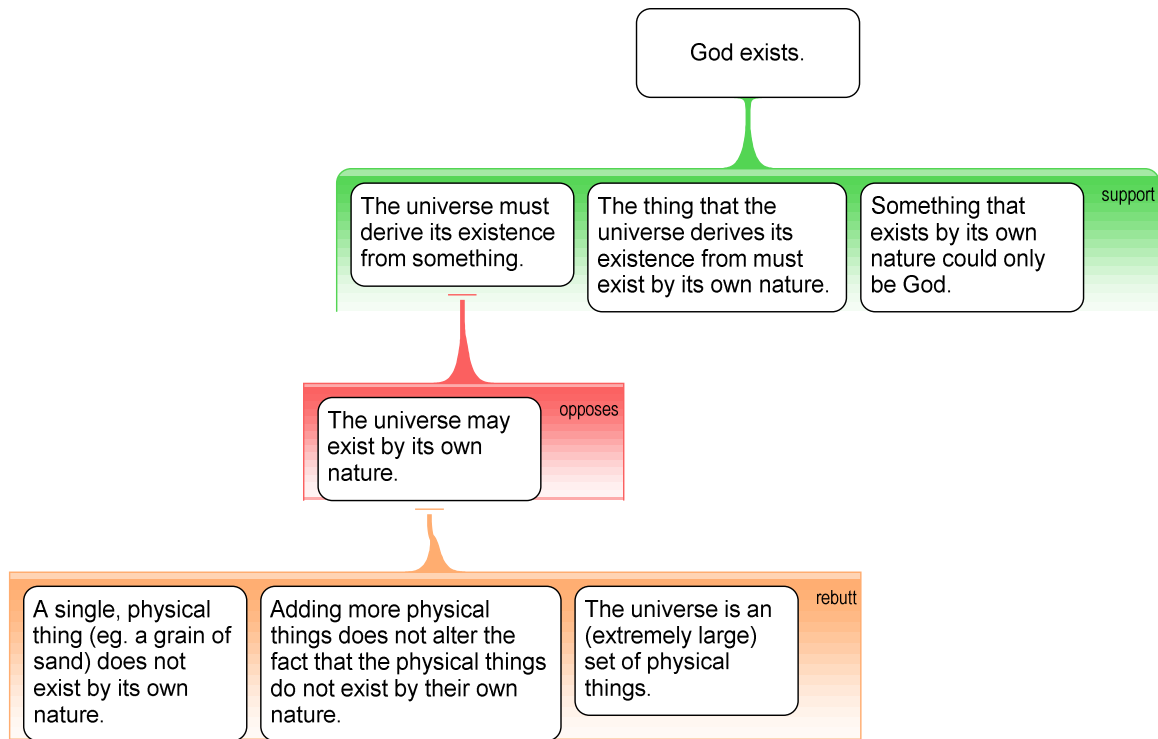 God exists.
support
The universe must
derive its existence
from something.
The thing that the
universe derives its
existence from must
exist by its own nature.
Something that
exists by its own
nature could only
be God.
opposes
The universe may
exist by its own
nature.
rebutt
A single, physical
thing (eg. a grain of
sand) does not
exist by its own
nature.
Adding more physical
things does not alter the
fact that the physical things
do not exist by their own
nature.
The universe is an
(extremely large)
set of physical
things.